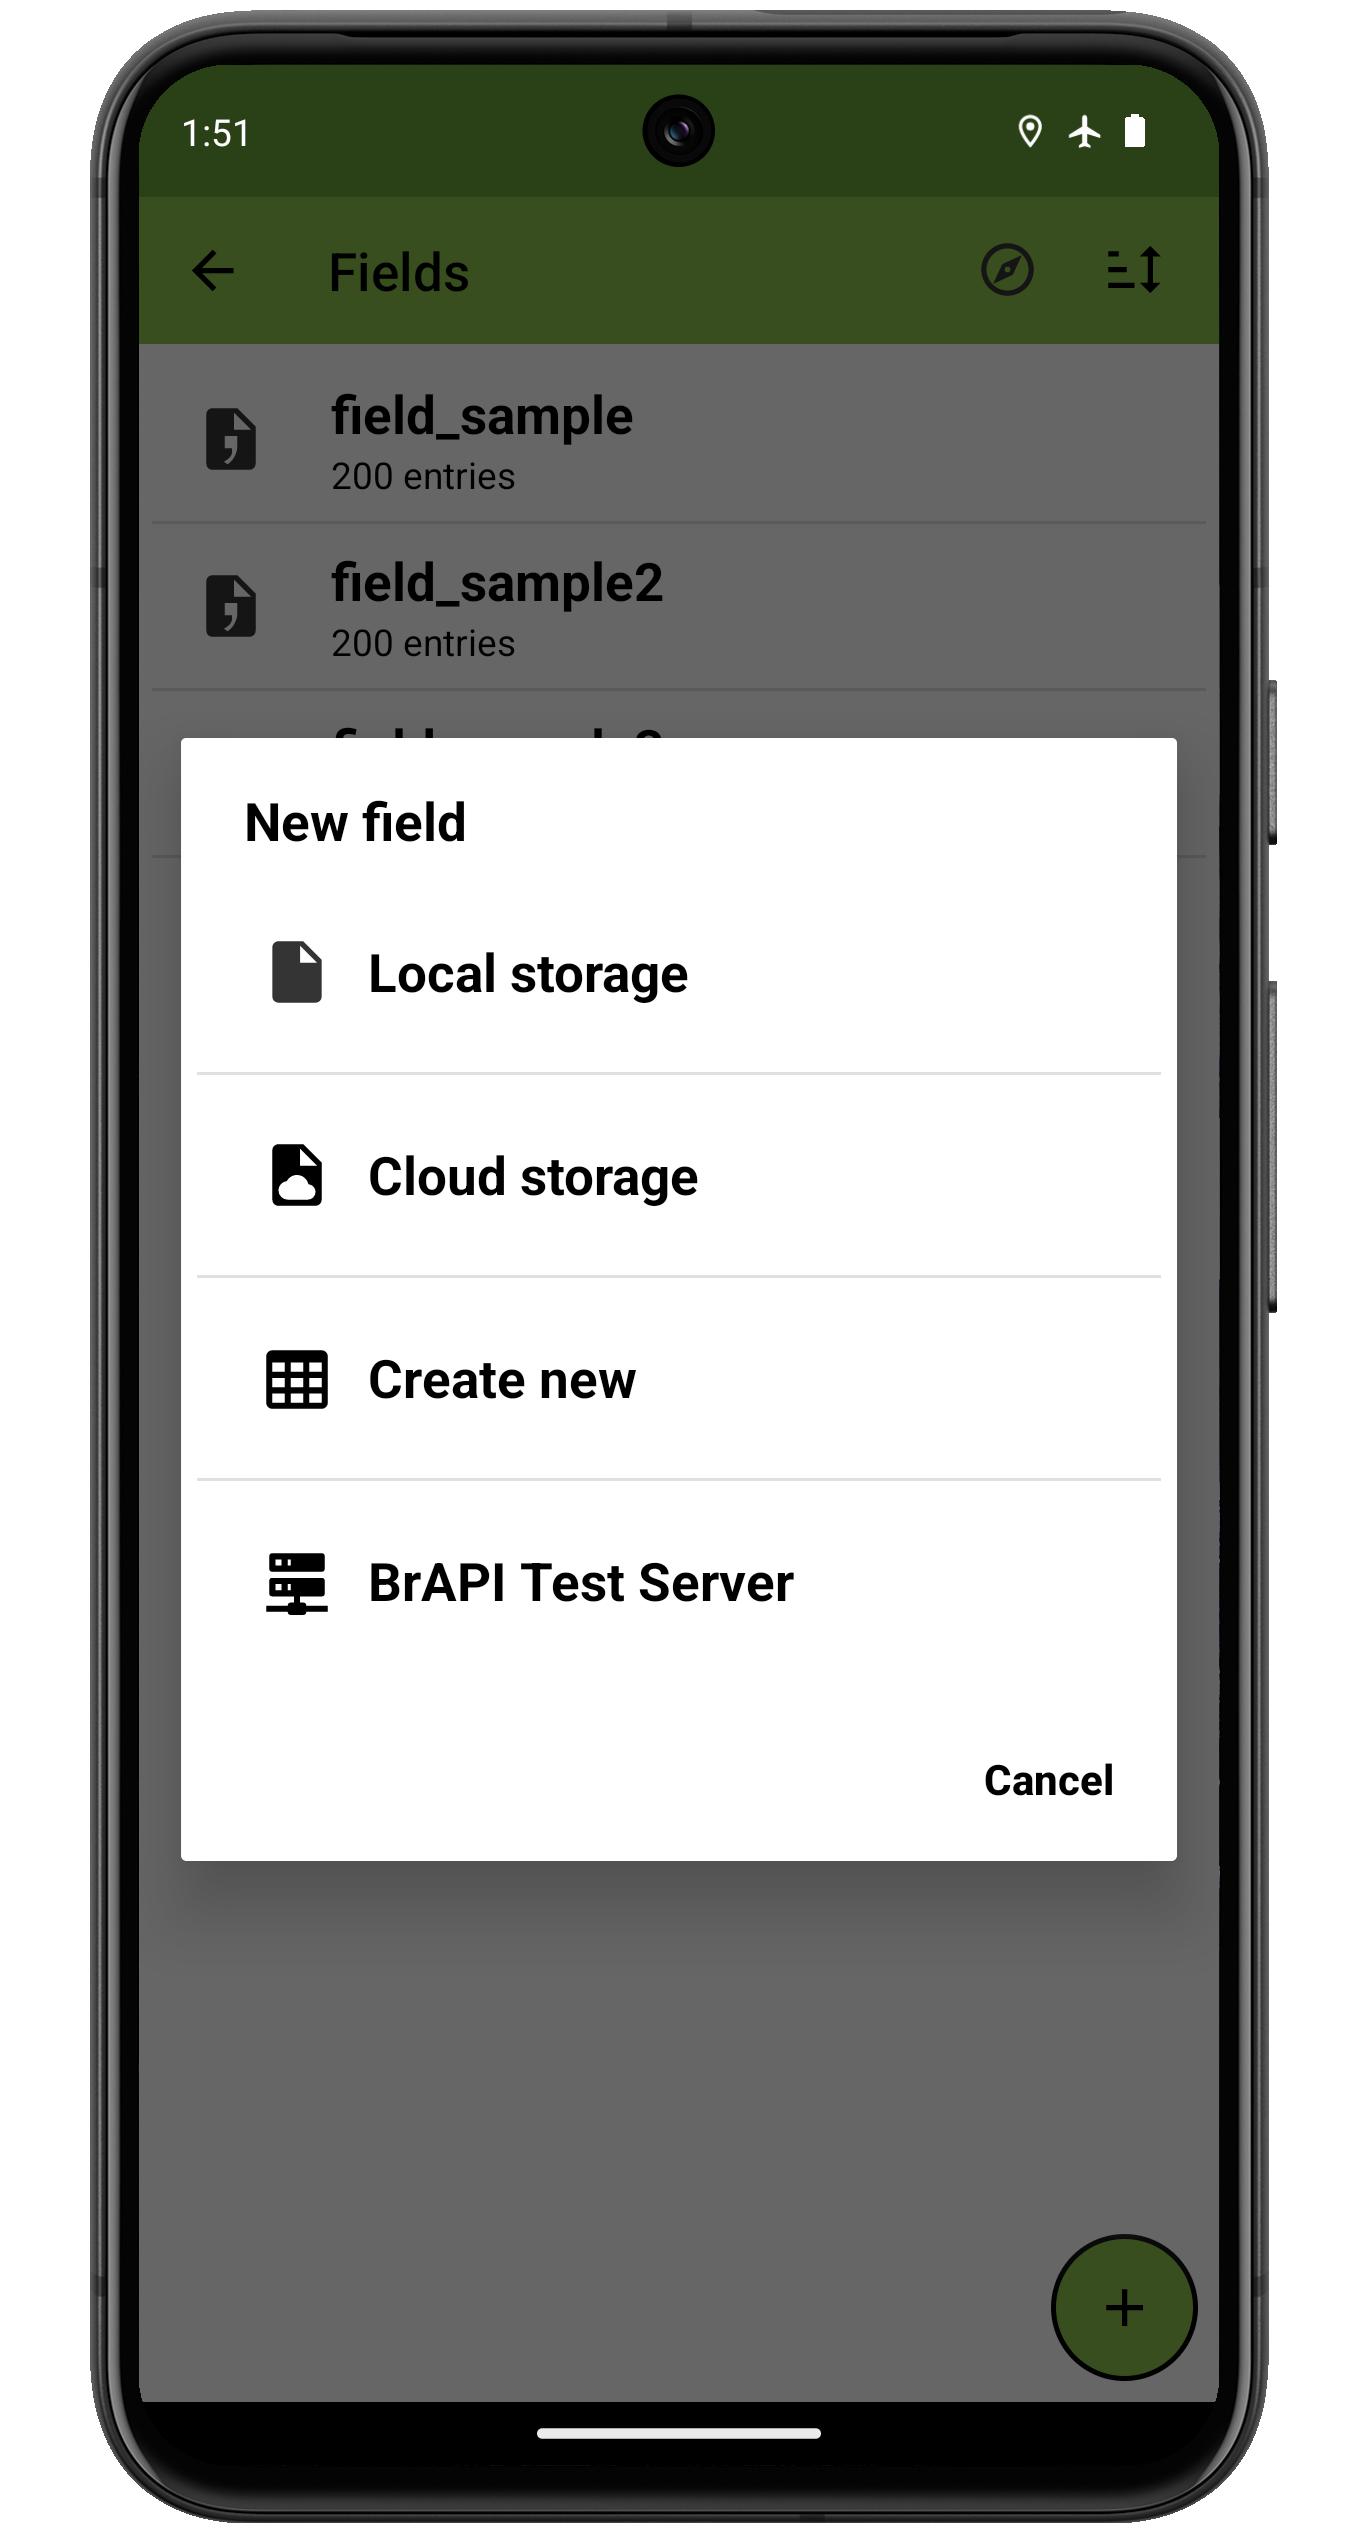 1:51
Fields
field_sample
200 entries
field_sample2
200 entries
New field
Local storage
Cloud storage
Create new
BrAPI Test Server
Cancel